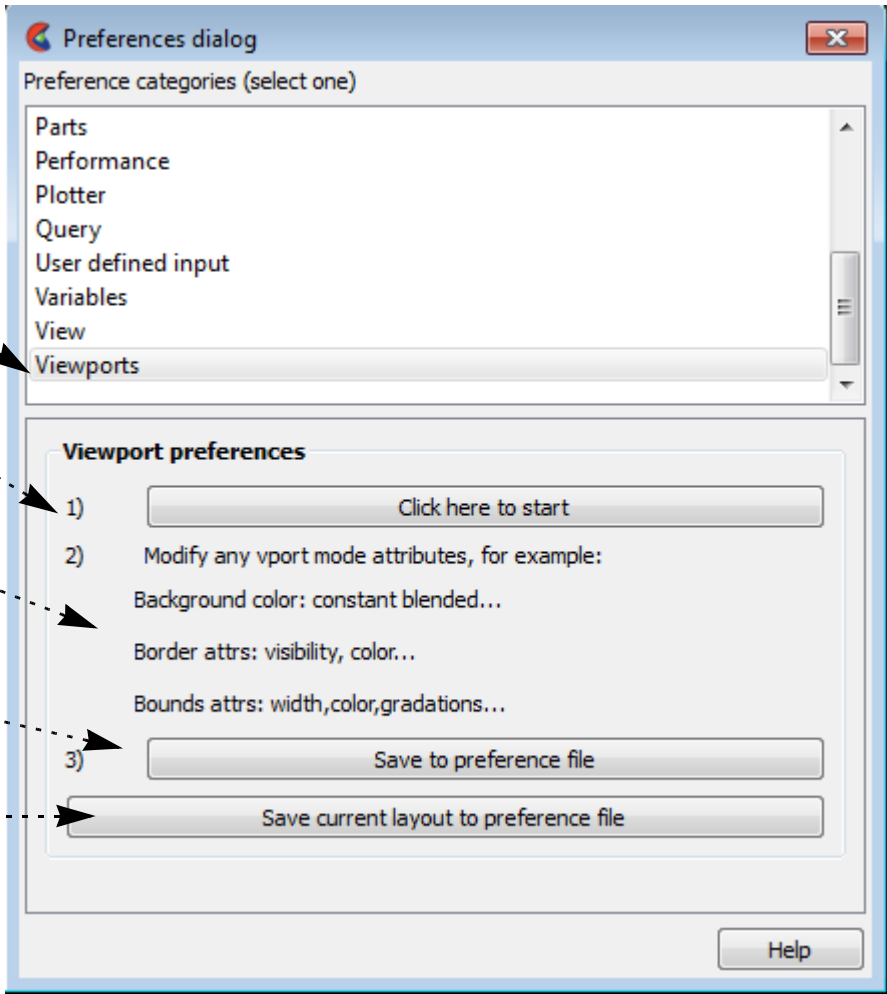 Preferences dialog
Preference categories (select one)
Parts
Performance
Plotter
Query
User defined input
Variables
View
Viewports
Viewport preferences
1) Click here to start
2) Modify any vport mode attributes, for example:
Background color: constant blended...
Border attrs: visibility, color...
Bounds attrs: width,color,gradations...
3) Save to preference file
Save current layout to preference file
Help